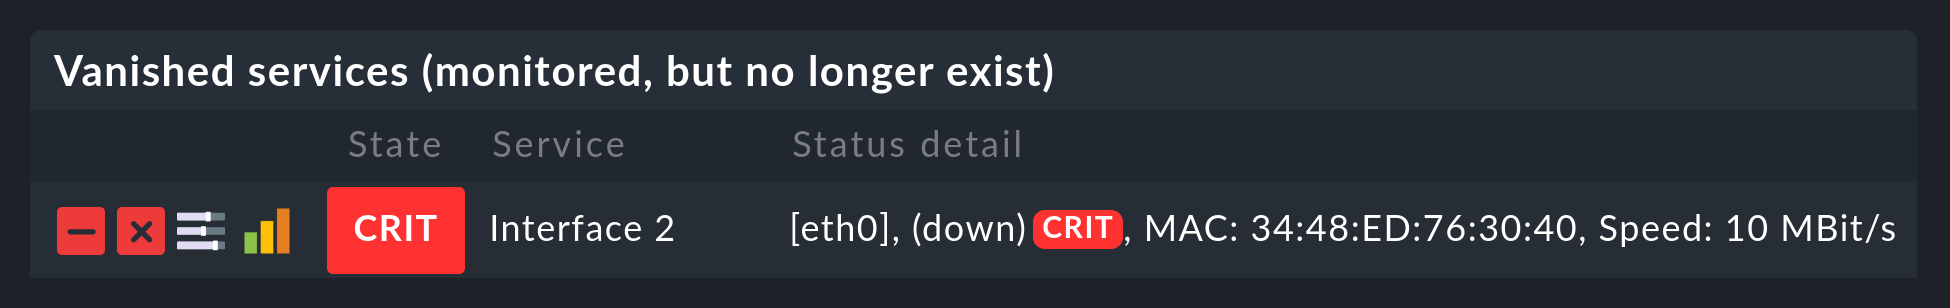 Vanished services (monitored, but no longer exist)
State Service Status detail
CRIT Interface 2 [eth0], (down) CRIT, MAC: 34:48:ED:76:30:40, Speed: 10 MBit/s